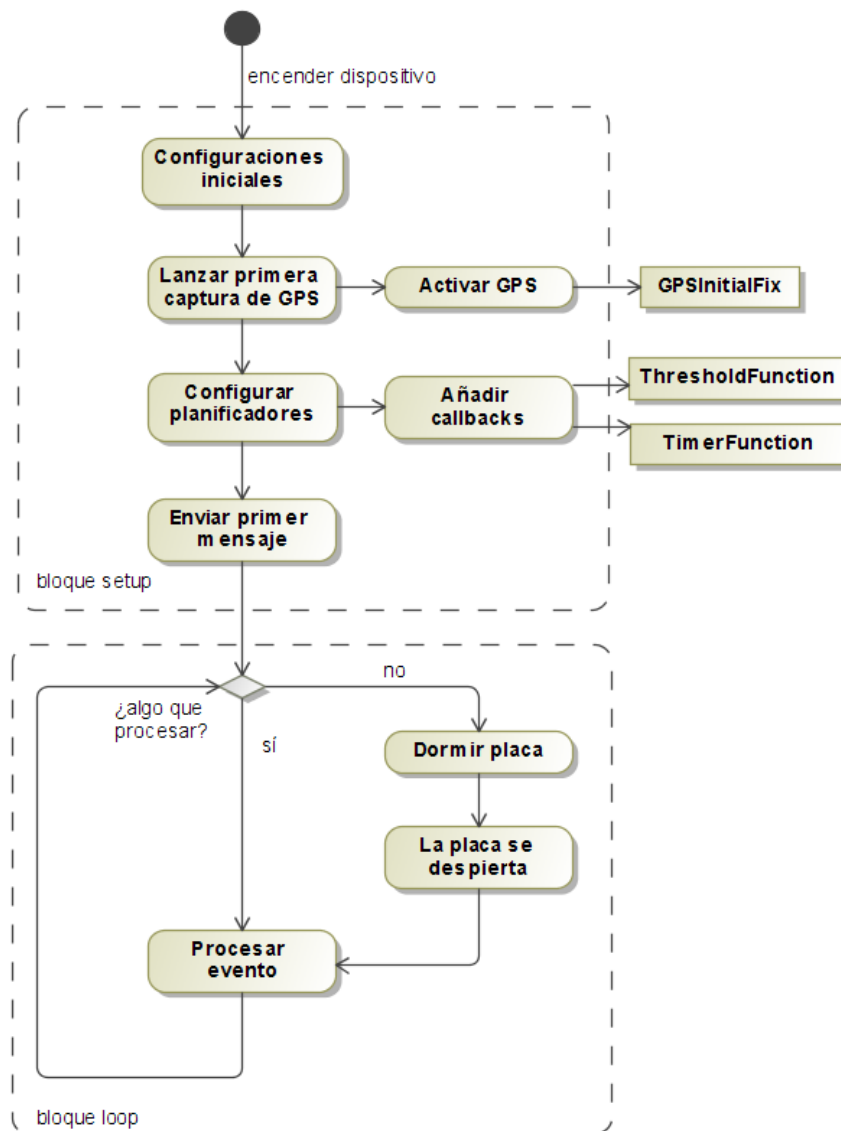 encender dispositivo
Configuraciones
iniciales
Lanzar primera
captura de GPS
Activar GPS
GPSInitialFix
Configurar
planificadores
Añadir
callbacks
ThresholdFunction
TimerFunction
Enviar primer
mensaje
bloque setup
no
¿algo que
procesar?
sí
Dormir placa
La placa se
despierta
Procesar
evento
bloque loop